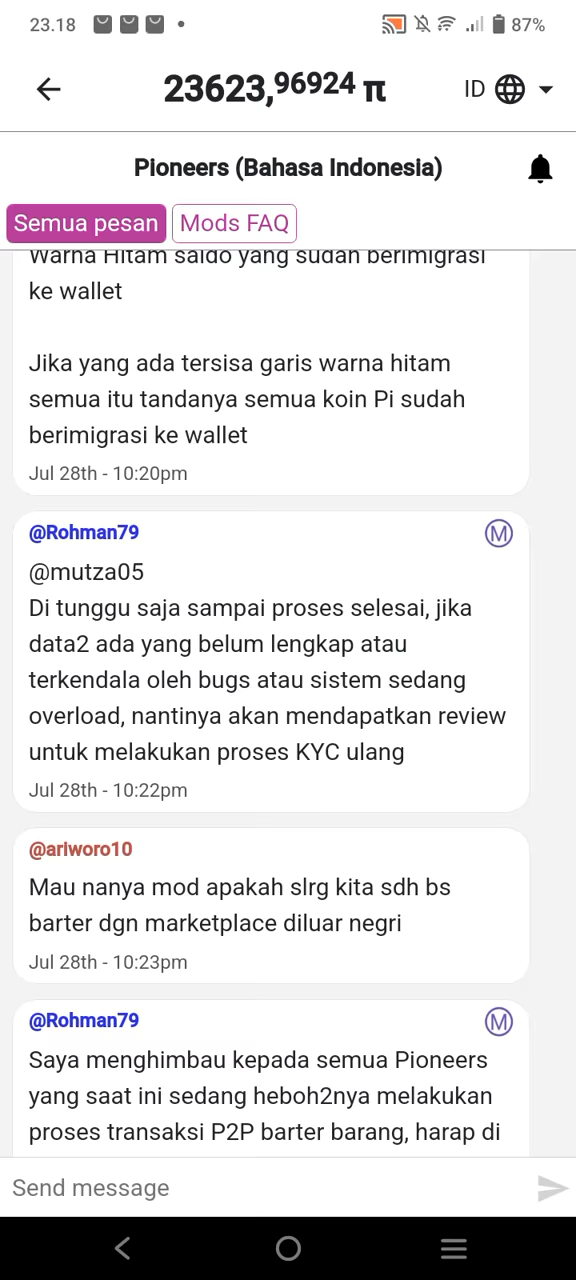 23.18
87%
23623,96924 π
ID
Pioneers (Bahasa Indonesia)
Semua pesan
Mods FAQ
Warna Hitam saldo yang sudah berimigrasi
ke wallet
Jika yang ada tersisa garis warna hitam
semua itu tandanya semua koin Pi sudah
berimigrasi ke wallet
Jul 28th - 10:20pm
@Rohman79
M
@mutza05
Di tunggu saja sampai proses selesai, jika
data2 ada yang belum lengkap atau
terkendala oleh bugs atau sistem sedang
overload, nantinya akan mendapatkan review
untuk melakukan proses KYC ulang
Jul 28th - 10:22pm
@arlworo10
Mau nanya mod apakah slrg kita sdh bs
barter dgn marketplace diluar negri
Jul 28th - 10:23pm
@Rohman79
M
Saya menghimbau kepada semua Pioneers
yang saat ini sedang heboh2nya melakukan
proses transaksi P2P barter barang, harap di
Send message